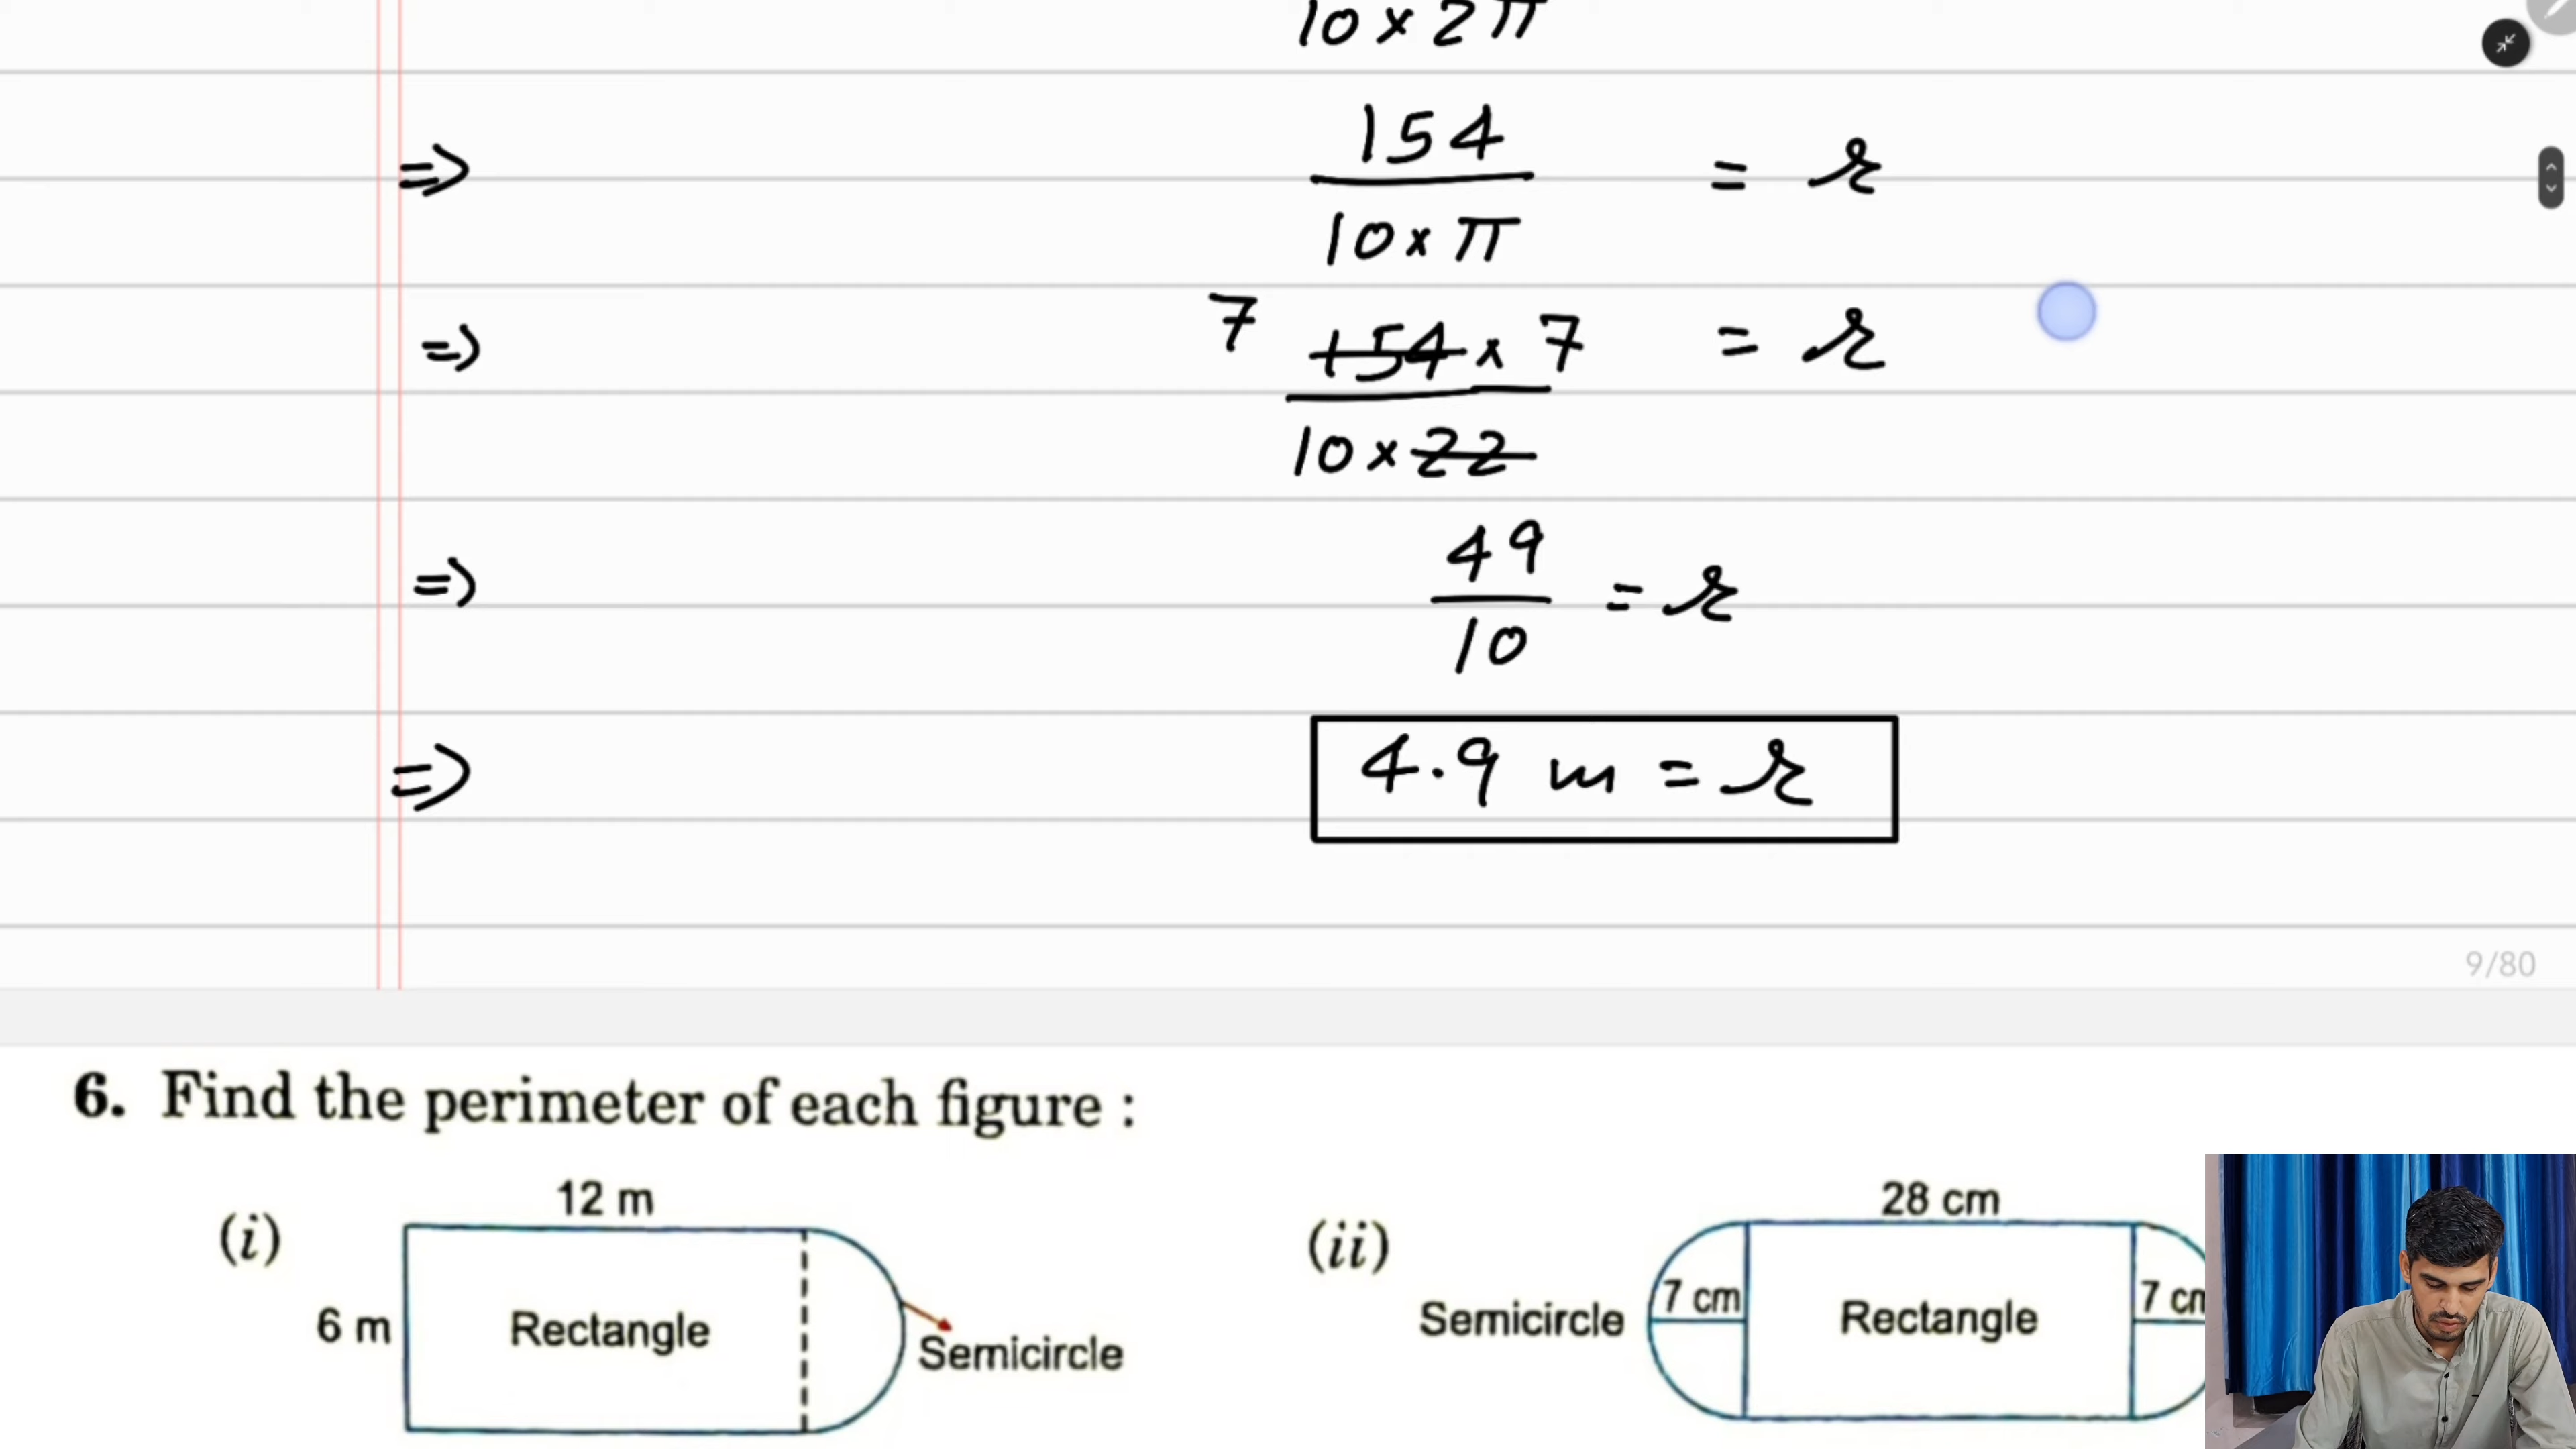 10 × 2π
=> 154 / 10 × π = r
=> 7 154 × 7 / 10 × 22 = r
=> 49 / 10 = r
=> 4.9 m = r
9/80
6. Find the perimeter of each figure :
(i) 12 m
6 m Rectangle Semicircle
(ii) 28 cm
Semicircle 7 cm Rectangle 7 cm